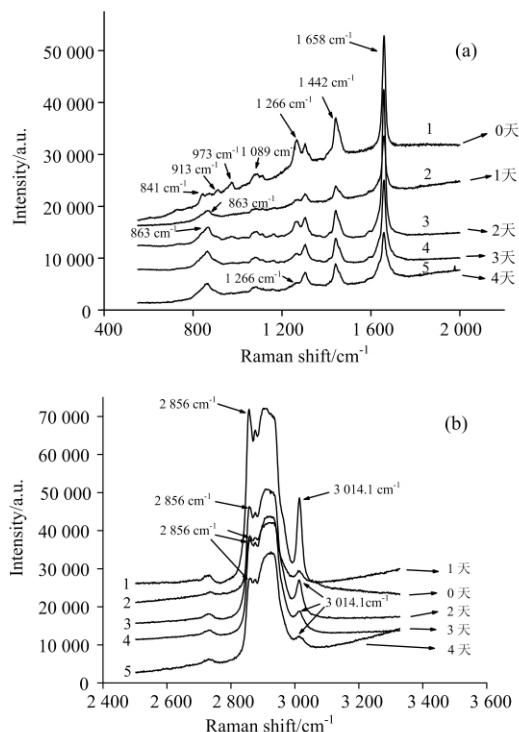 (a)
50 000
40 000
30 000
20 000
10 000
0
Intensity/a.u.
1 658 cm⁻¹
1 442 cm⁻¹
1 266 cm⁻¹
1 089 cm⁻¹
973 cm⁻¹
913 cm⁻¹
841 cm⁻¹
863 cm⁻¹
863 cm⁻¹
1 266 cm⁻¹
1
0天
2
1天
3
2天
4
3天
5
4天
400
800
1 200
1 600
2 000
Raman shift/cm⁻¹
(b)
70 000
60 000
50 000
40 000
30 000
20 000
10 000
0
Intensity/a.u.
2 856 cm⁻¹
2 856 cm⁻¹
2 856 cm⁻¹
3 014.1 cm⁻¹
3 014.1cm⁻¹
1
2
3
4
5
1天
0天
2天
3天
4天
2 400
2 600
2 800
3 000
3 200
3 400
3 600
Raman shift/cm⁻¹